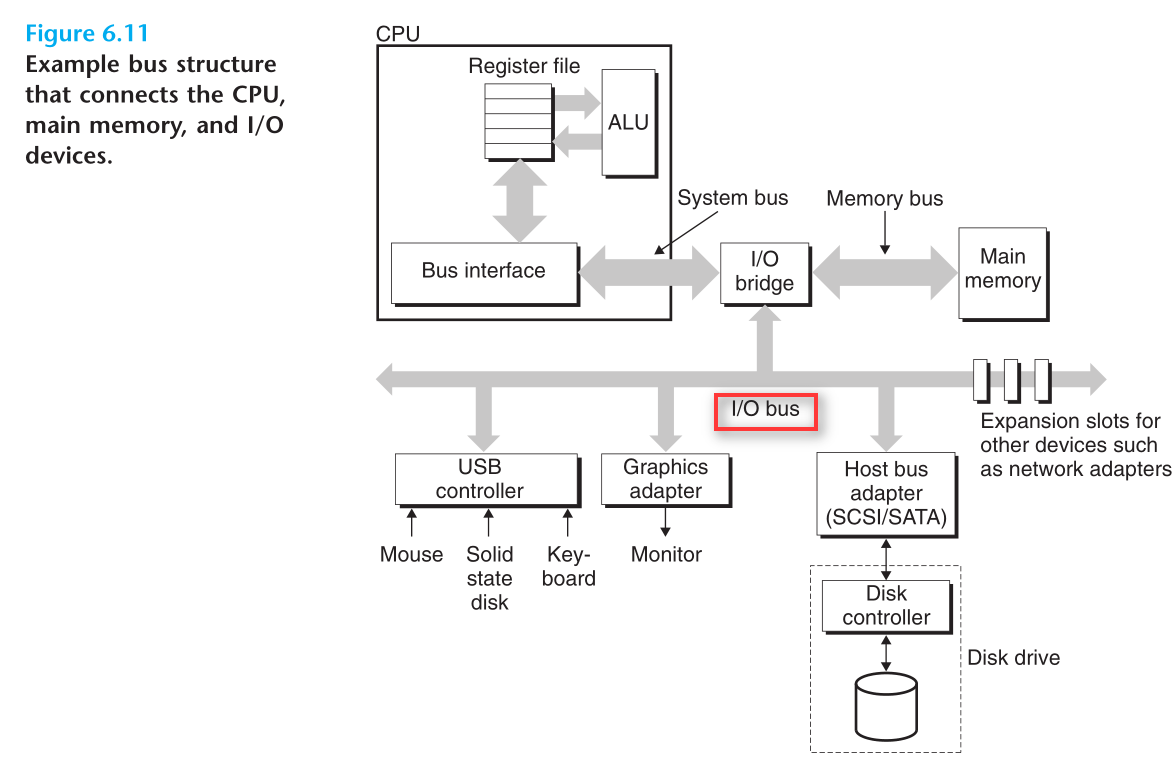 Figure 6.11
Example bus structure
that connects the CPU,
main memory, and I/O
devices.
CPU
Register file
ALU
System bus
Memory bus
Bus interface
I/O
bridge
Main
memory
I/O bus
Expansion slots for
other devices such
as network adapters
USB
controller
Graphics
adapter
Host bus
adapter
(SCSI/SATA)
Mouse
Solid
state
disk
Key-
board
Monitor
Disk
controller
Disk drive